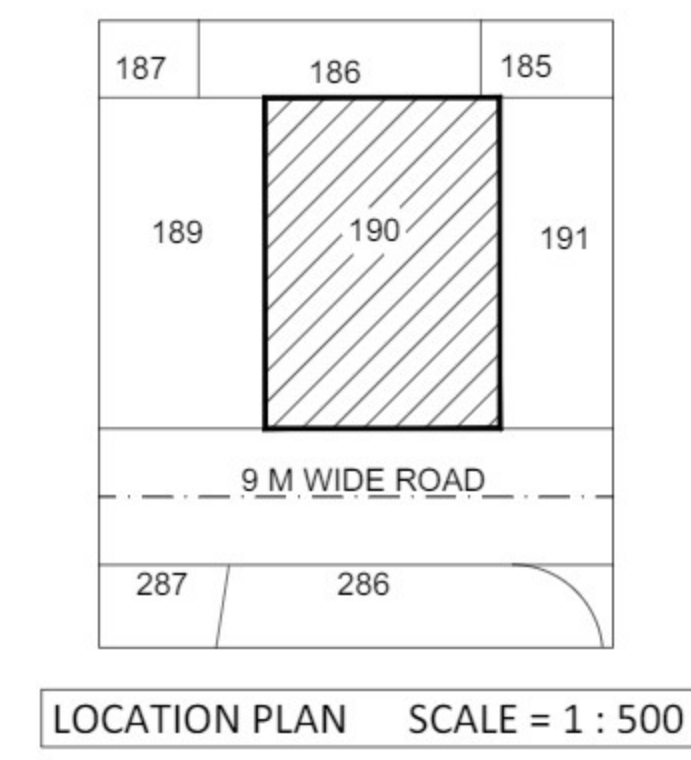 187 186 185
189 190 191
9 M WIDE ROAD
287 286
LOCATION PLAN SCALE = 1 : 500